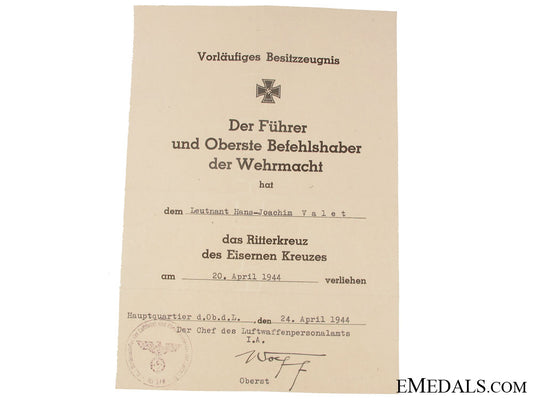 Vorläufiges Besitzzeugnis
Der Führer
und Oberste Befehlshaber
der Wehrmacht
hat
dem Leutnant Hans-Joachim Valet
das Ritterkreuz
des Eisernen Kreuzes
am 20. April 1944 verliehen
Hauptquartier d.Ob.d.L. , den 24. April 1944
Der Chef des Luftwaffenpersonalamts
I.A.
Oberst
EMEDALS.COM